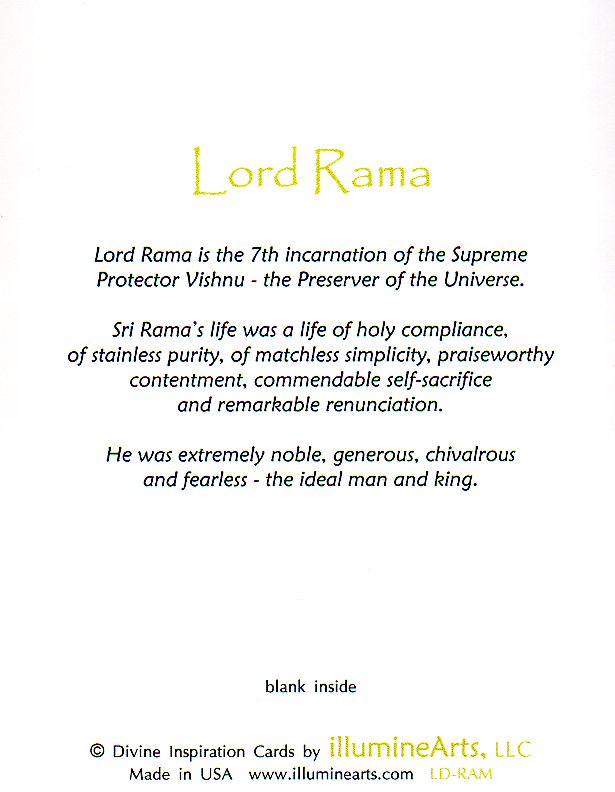 Lord Rama
Lord Rama is the 7th incarnation of the Supreme
Protector Vishnu - the Preserver of the Universe.
Sri Rama's life was a life of holy compliance,
of stainless purity, of matchless simplicity, praiseworthy
contentment, commendable self-sacrifice
and remarkable renunciation.
He was extremely noble, generous, chivalrous
and fearless - the ideal man and king.
blank inside
© Divine Inspiration Cards by illumineArts, LLC
Made in USA www.illuminearts.com LD-RAM